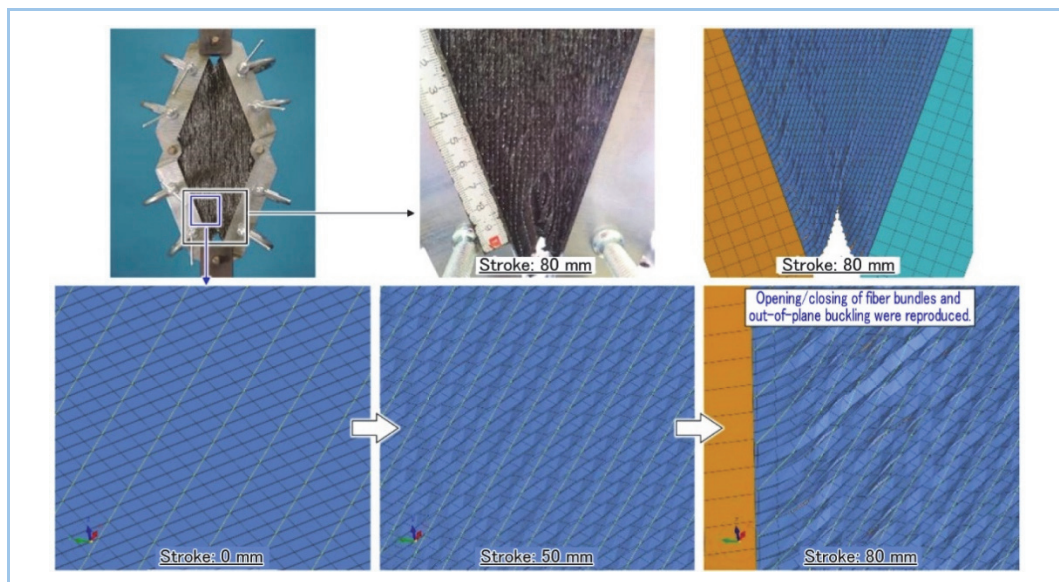 Stroke: 80 mm
Stroke: 80 mm
Opening/closing of fiber bundles and
out-of-plane buckling were reproduced.
Stroke: 0 mm
Stroke: 50 mm
Stroke: 80 mm